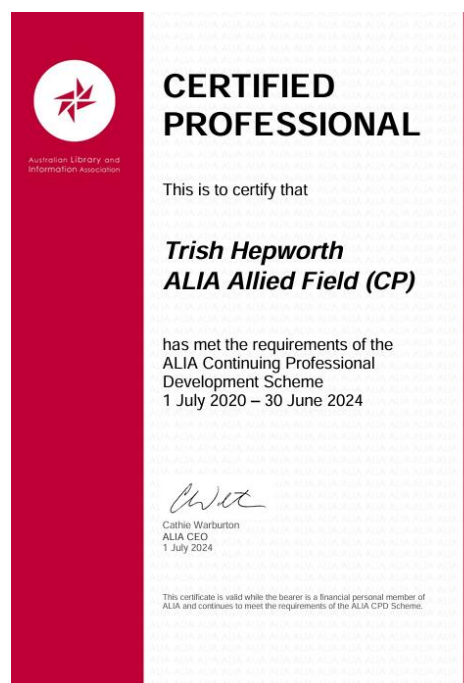 CERTIFIED
PROFESSIONAL
Australian Library and
Information Association
This is to certify that
Trish Hepworth
ALIA Allied Field (CP)
has met the requirements of the
ALIA Continuing Professional
Development Scheme
1 July 2020 – 30 June 2024
Cathie Warburton
ALIA CEO
1 July 2024
This certificate is valid while the bearer is a financial personal member of
ALIA and continues to meet the requirements of the ALIA CPD Scheme.